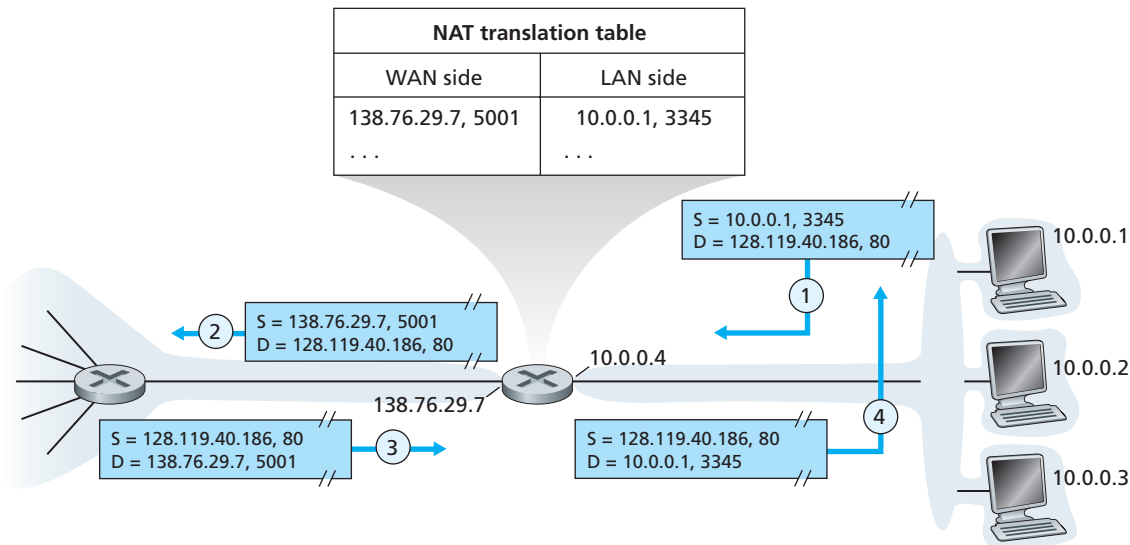 NAT translation table
WAN side LAN side
138.76.29.7, 5001 10.0.0.1, 3345
. . . . . .
S = 10.0.0.1, 3345
D = 128.119.40.186, 80
10.0.0.1
1
2
S = 138.76.29.7, 5001
D = 128.119.40.186, 80
10.0.0.4
10.0.0.2
138.76.29.7
S = 128.119.40.186, 80
D = 138.76.29.7, 5001
3
S = 128.119.40.186, 80
D = 10.0.0.1, 3345
4
10.0.0.3